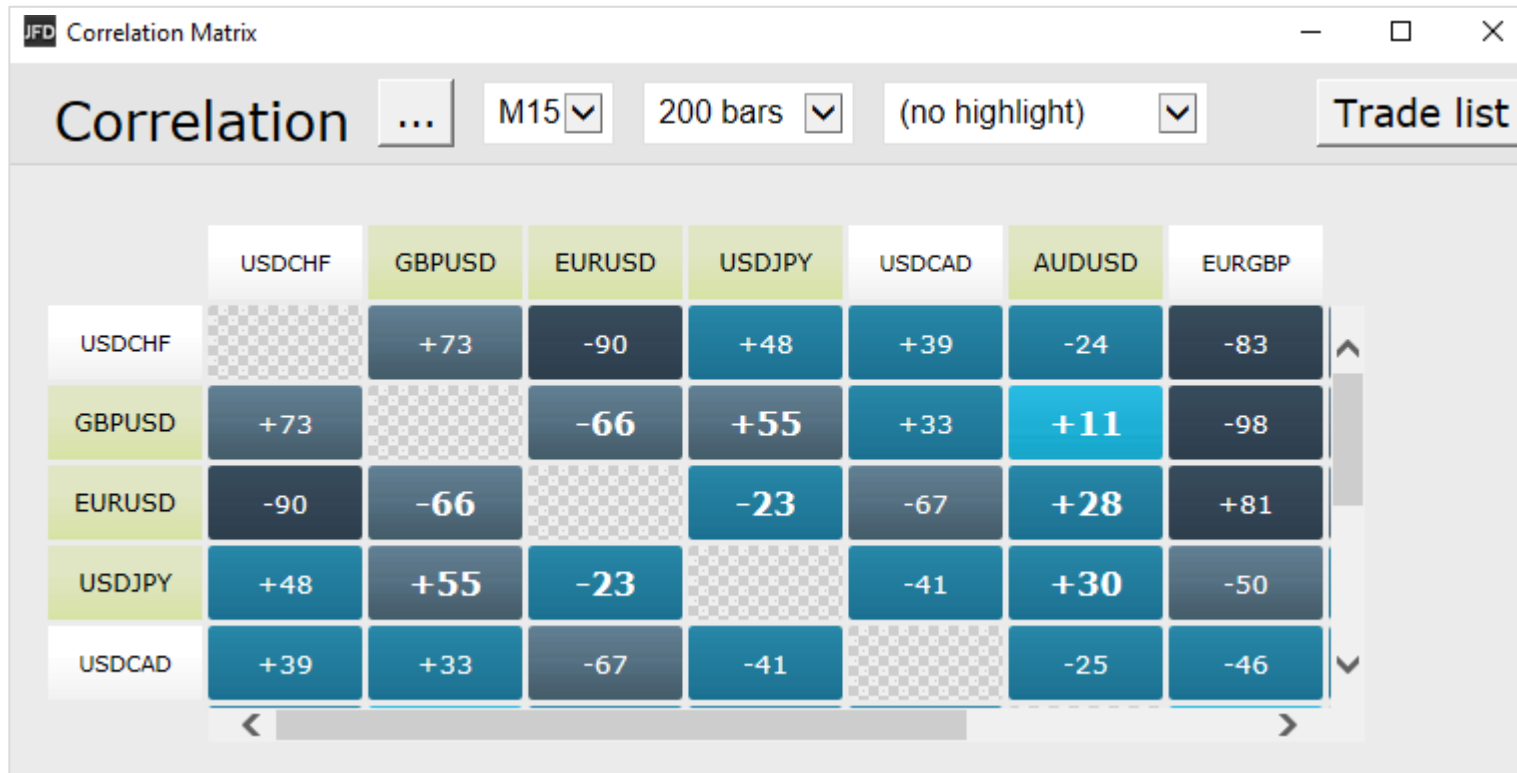 JFD Correlation Matrix
Correlation ... M15 200 bars (no highlight) Trade list
USDCHF GBPUSD EURUSD USDJPY USDCAD AUDUSD EURGBP
USDCHF +73 -90 +48 +39 -24 -83
GBPUSD +73 -66 +55 +33 +11 -98
EURUSD -90 -66 -23 -67 +28 +81
USDJPY +48 +55 -23 -41 +30 -50
USDCAD +39 +33 -67 -41 -25 -46